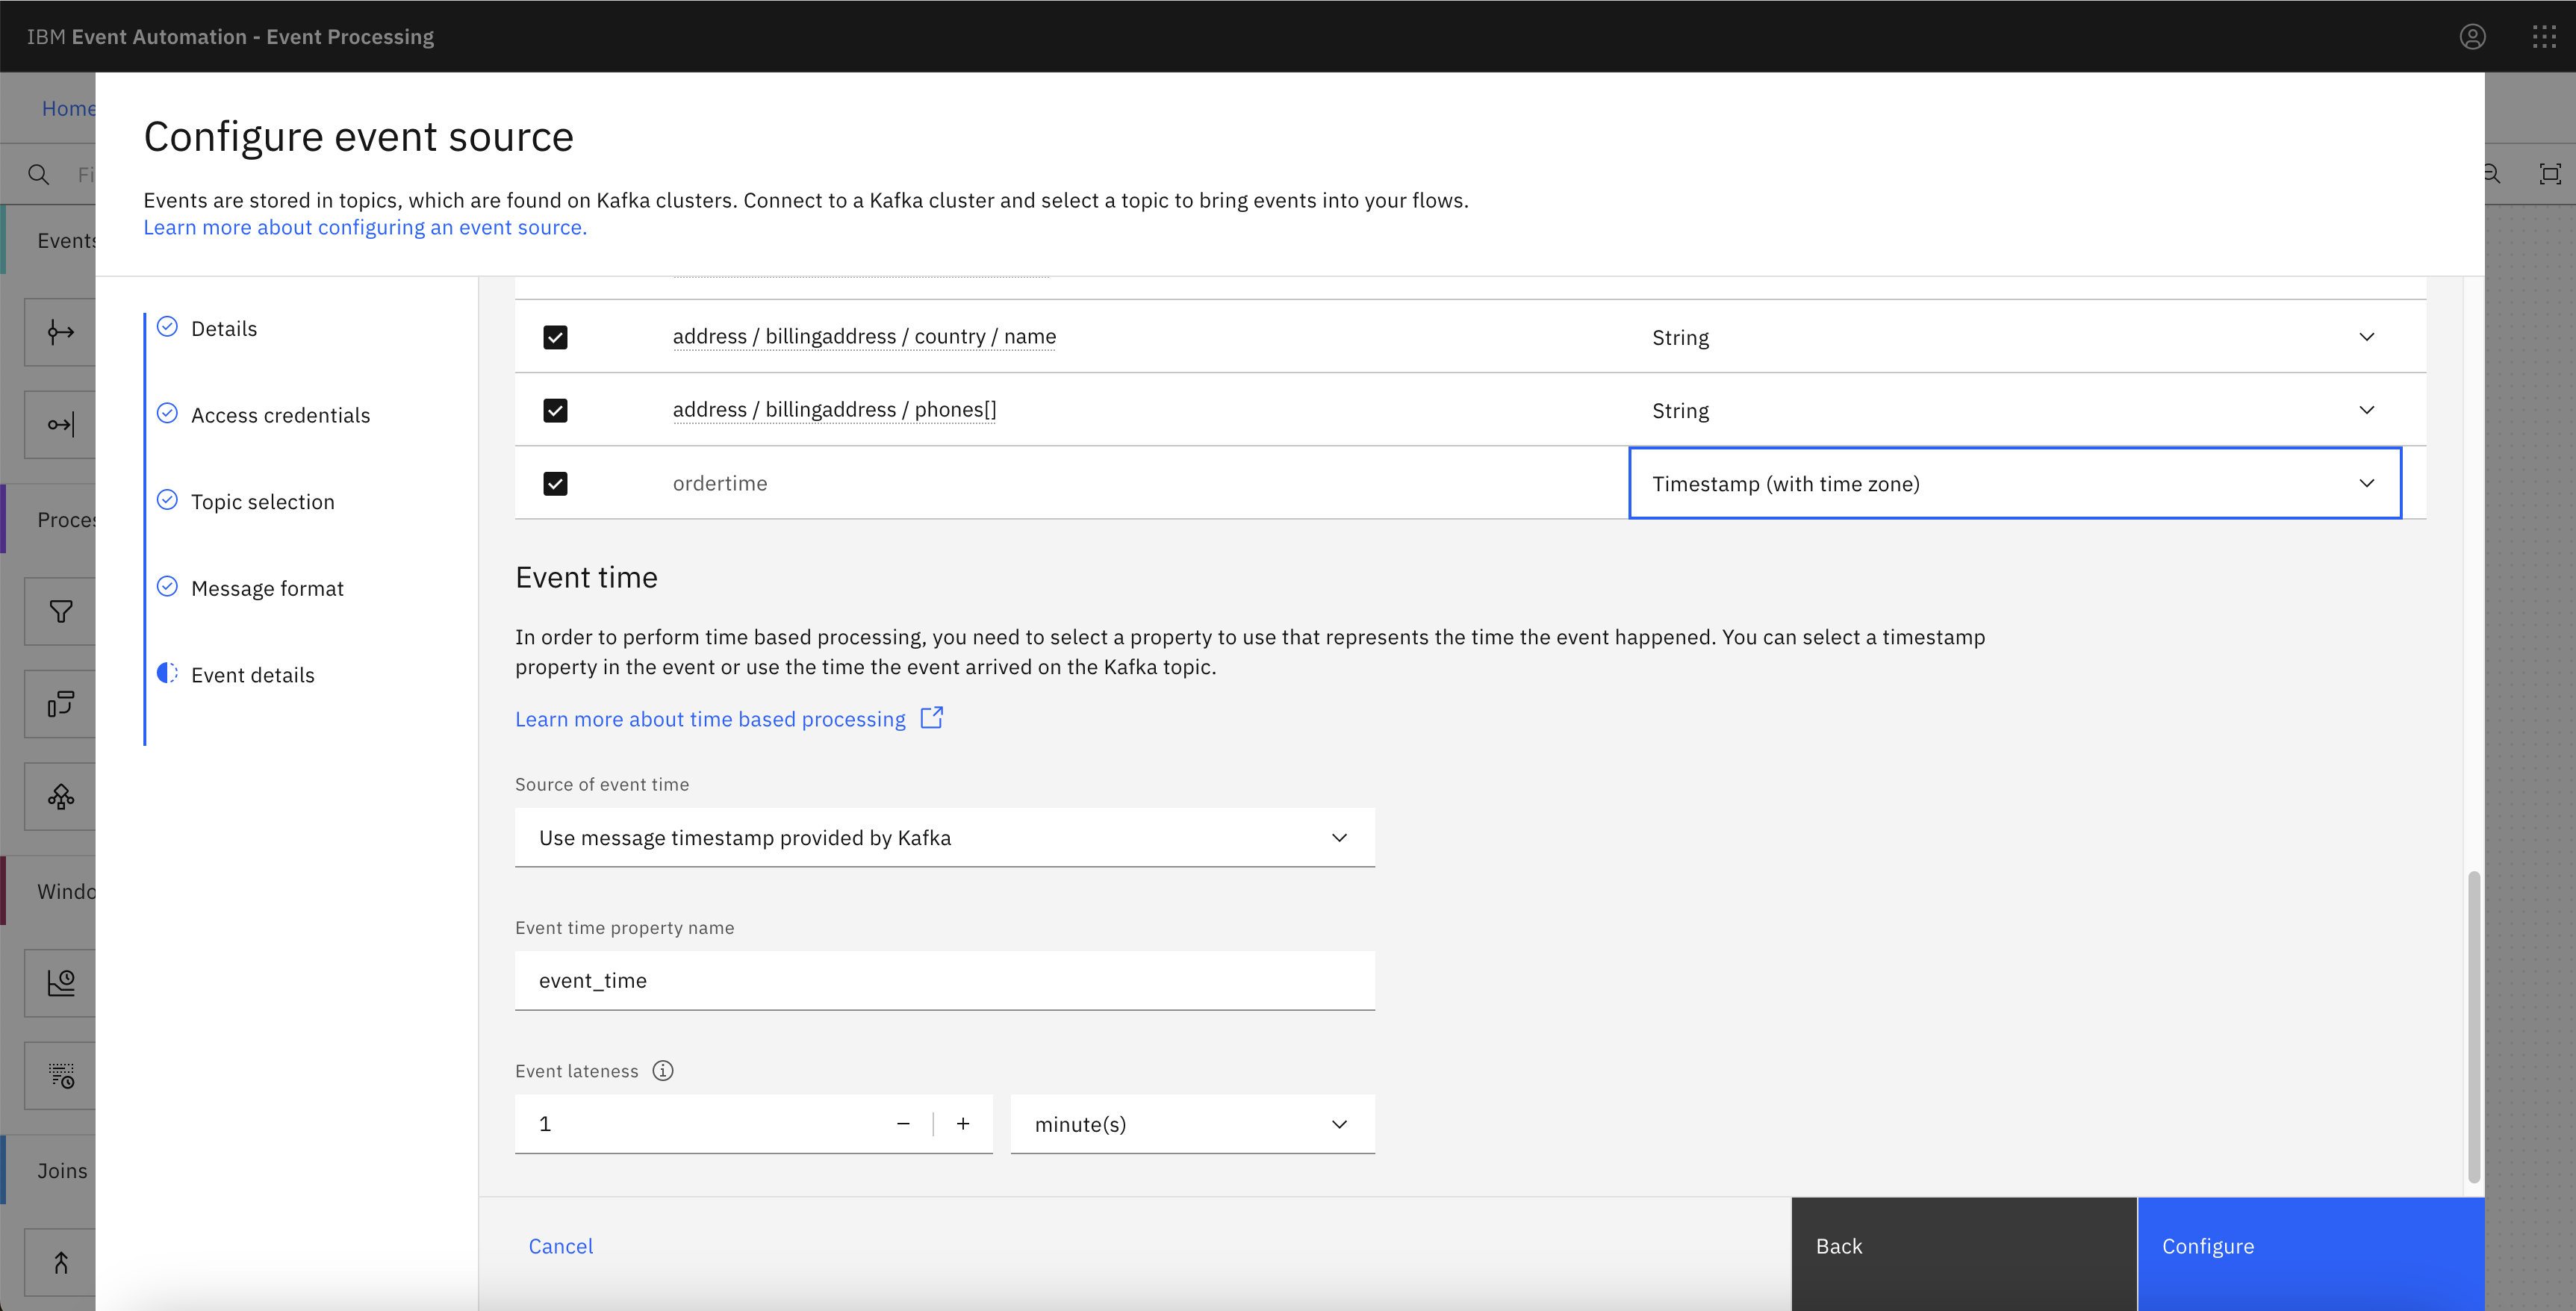 IBM Event Automation - Event Processing
Home
Configure event source
Events are stored in topics, which are found on Kafka clusters. Connect to a Kafka cluster and select a topic to bring events into your flows.
Learn more about configuring an event source.
Fi
Events
Proces
Windo
Joins
Details
Access credentials
Topic selection
Message format
Event details
address / billingaddress / country / name
String
address / billingaddress / phones[]
String
ordertime
Timestamp (with time zone)
Event time
In order to perform time based processing, you need to select a property to use that represents the time the event happened. You can select a timestamp
property in the event or use the time the event arrived on the Kafka topic.
Learn more about time based processing
Source of event time
Use message timestamp provided by Kafka
Event time property name
event_time
Event lateness
1
minute(s)
Cancel
Back
Configure